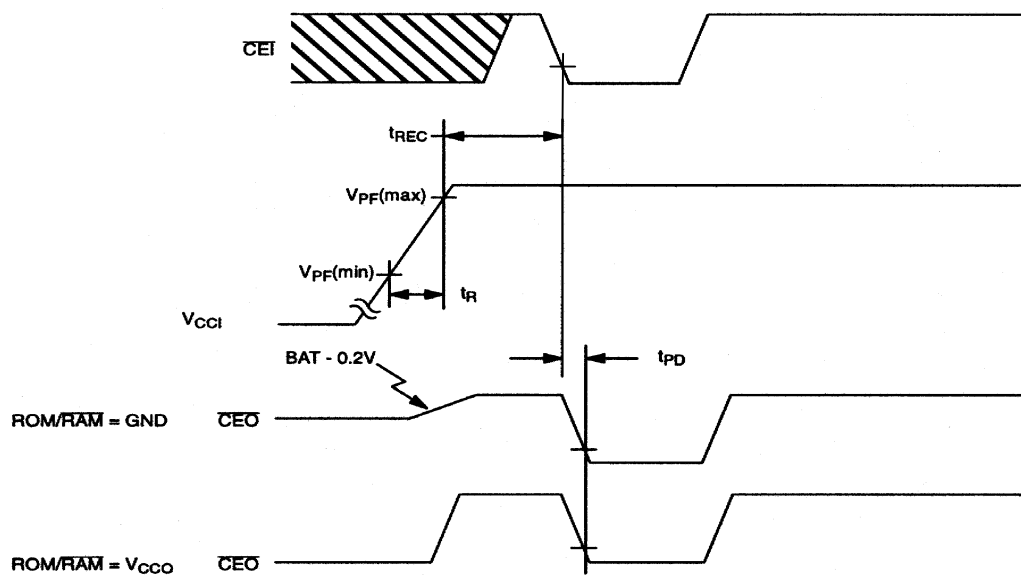 CEI
tREC
VPF(max)
VPF(min)
tR
VCCI
BAT - 0.2V
tPD
ROM/RAM = GND CEO
ROM/RAM = VCCO CEO